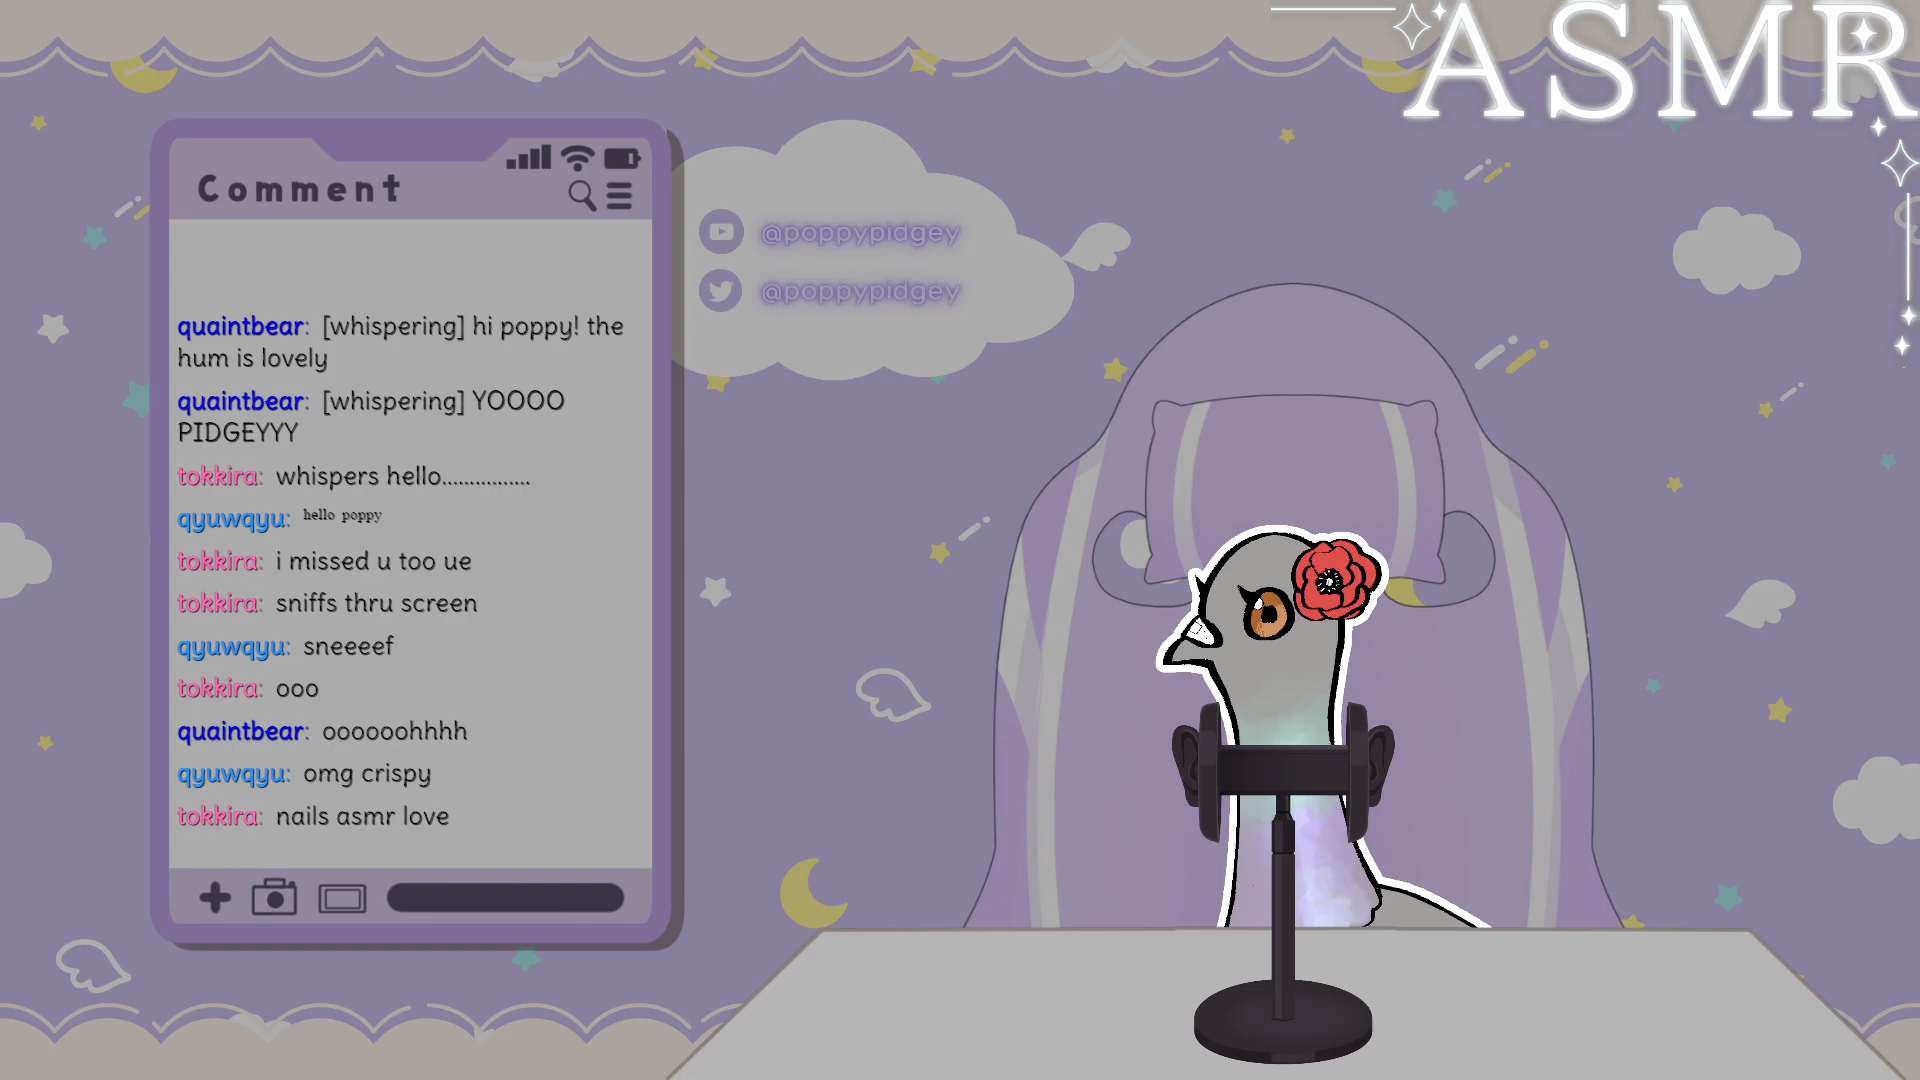 ASMR
Comment
@poppypidgey
@poppypidgey
quaintbear: [whispering] hi poppy! the
hum is lovely
quaintbear: [whispering] YOOOO
PIDGEYYY
tokkira: whispers hello................
qyuwqyu: hello poppy
tokkira: i missed u too ue
tokkira: sniffs thru screen
qyuwqyu: sneeeef
tokkira: ooo
quaintbear: oooooohhhh
qyuwqyu: omg crispy
tokkira: nails asmr love